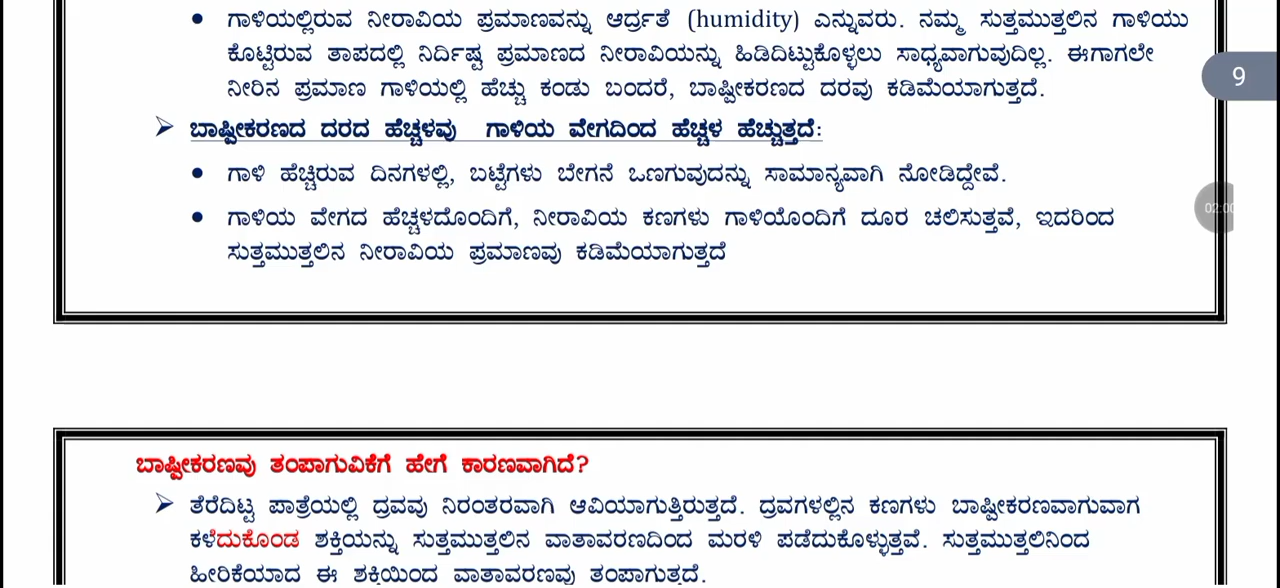 • ಗಾಳಿಯಲ್ಲಿರುವ ನೀರಾವಿಯ ಪ್ರಮಾಣವನ್ನು ಆರ್ದ್ರತೆ (humidity) ಎನ್ನುವರು. ನಮ್ಮ ಸುತ್ತಮುತ್ತಲಿನ ಗಾಳಿಯು
ಕೊಟ್ಟಿರುವ ತಾಪದಲ್ಲಿ ನಿರ್ದಿಷ್ಟ ಪ್ರಮಾಣದ ನೀರಾವಿಯನ್ನು ಹಿಡಿದಿಟ್ಟುಕೊಳ್ಳಲು ಸಾಧ್ಯವಾಗುವುದಿಲ್ಲ. ಈಗಾಗಲೇ
9
ನೀರಿನ ಪ್ರಮಾಣ ಗಾಳಿಯಲ್ಲಿ ಹೆಚ್ಚು ಕಂಡು ಬಂದರೆ, ಬಾಷ್ಪೀಕರಣದ ದರವು ಕಡಿಮೆಯಾಗುತ್ತದೆ.
➢ ಬಾಷ್ಪೀಕರಣದ ದರದ ಹೆಚ್ಚಳವು ಗಾಳಿಯ ವೇಗದಿಂದ ಹೆಚ್ಚಳ ಹೆಚ್ಚುತ್ತದೆ:
• ಗಾಳಿ ಹೆಚ್ಚಿರುವ ದಿನಗಳಲ್ಲಿ, ಬಟ್ಟೆಗಳು ಬೇಗನೆ ಒಣಗುವುದನ್ನು ಸಾಮಾನ್ಯವಾಗಿ ನೋಡಿದ್ದೇವೆ.
• ಗಾಳಿಯ ವೇಗದ ಹೆಚ್ಚಳದೊಂದಿಗೆ, ನೀರಾವಿಯ ಕಣಗಳು ಗಾಳಿಯೊಂದಿಗೆ ದೂರ ಚಲಿಸುತ್ತವೆ, ಇದರಿಂದ
ಸುತ್ತಮುತ್ತಲಿನ ನೀರಾವಿಯ ಪ್ರಮಾಣವು ಕಡಿಮೆಯಾಗುತ್ತದೆ
ಬಾಷ್ಪೀಕರಣವು ತಂಪಾಗುವಿಕೆಗೆ ಹೇಗೆ ಕಾರಣವಾಗಿದೆ?
➢ ತೆರೆದಿಟ್ಟ ಪಾತ್ರೆಯಲ್ಲಿ ದ್ರವವು ನಿರಂತರವಾಗಿ ಆವಿಯಾಗುತ್ತಿರುತ್ತದೆ. ದ್ರವಗಳಲ್ಲಿನ ಕಣಗಳು ಬಾಷ್ಪೀಕರಣವಾಗುವಾಗ
ಕಳೆದುಕೊಂಡ ಶಕ್ತಿಯನ್ನು ಸುತ್ತಮುತ್ತಲಿನ ವಾತಾವರಣದಿಂದ ಮರಳಿ ಪಡೆದುಕೊಳ್ಳುತ್ತವೆ. ಸುತ್ತಮುತ್ತಲಿನಿಂದ
ಹೀರಿಕೆಯಾದ ಈ ಶಕ್ತಿಯಿಂದ ವಾತಾವರಣವು ತಂಪಾಗುತ್ತದೆ.